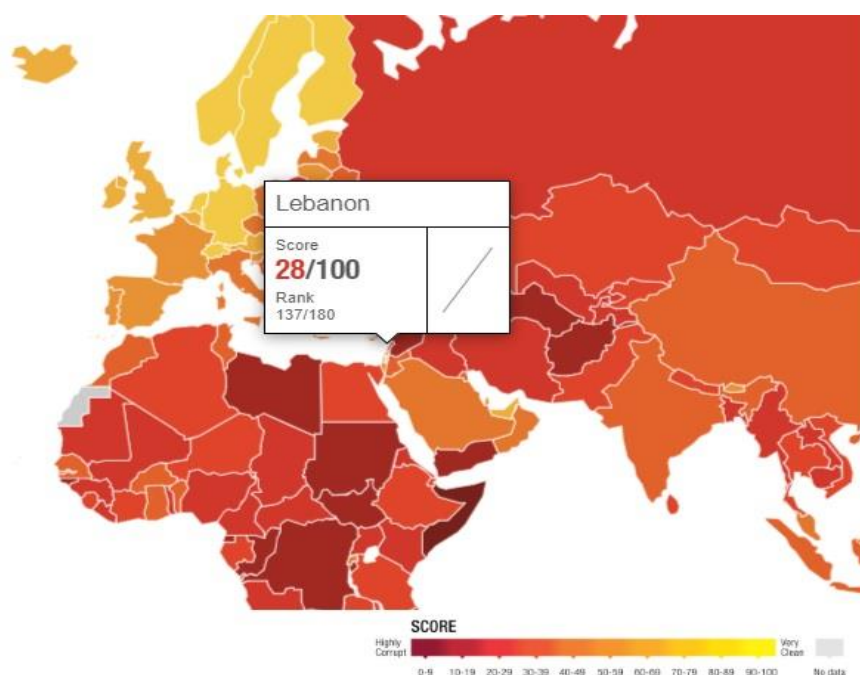 Lebanon
Score
28/100
Rank
137/180
SCORE
Highly Corrupt
Very Clean
0-9 10-19 20-29 30-39 40-49 50-59 60-69 70-79 80-89 90-100 No data